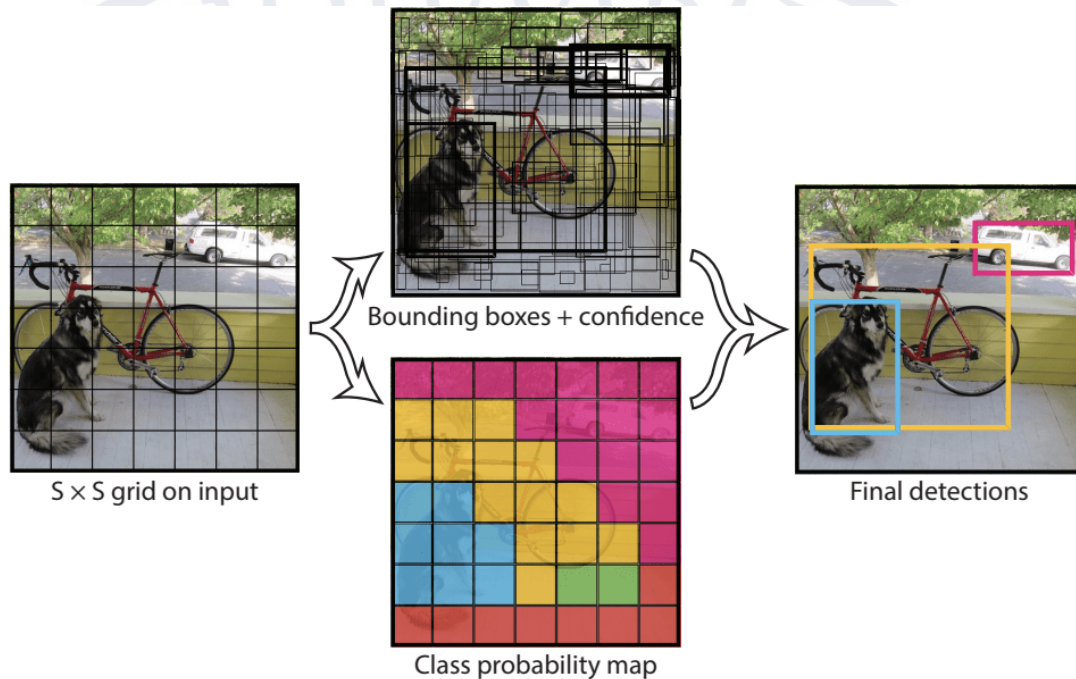 S × S grid on input
Bounding boxes + confidence
Class probability map
Final detections